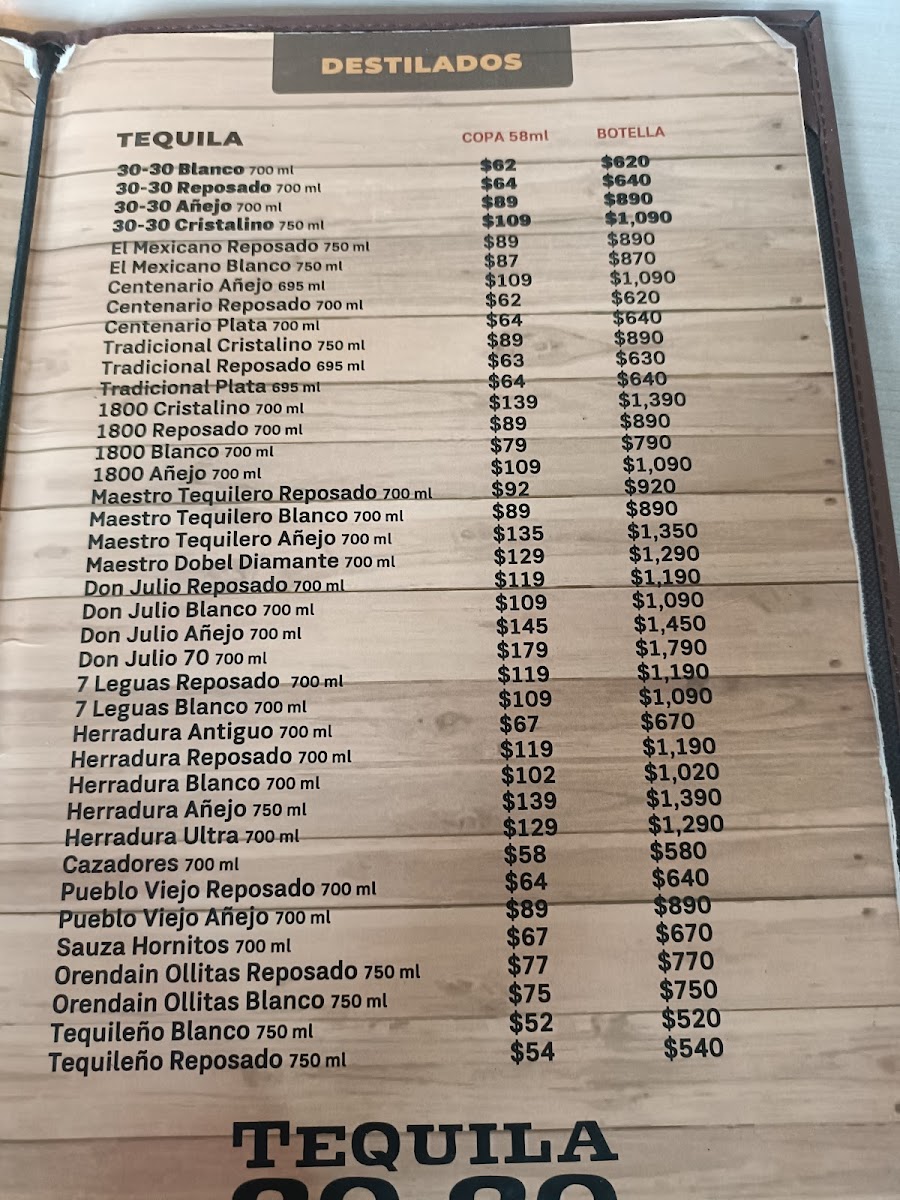 DESTILADOS
TEQUILA COPA 58ml BOTELLA
30-30 Blanco 700 ml $62 $620
30-30 Reposado 700 ml $64 $640
30-30 Añejo 700 ml $89 $890
30-30 Cristalino 750 ml $109 $1,090
El Mexicano Reposado 750 ml $89 $890
El Mexicano Blanco 750 ml $87 $870
Centenario Añejo 695 ml $109 $1,090
Centenario Reposado 700 ml $62 $620
Centenario Plata 700 ml $64 $640
Tradicional Cristalino 750 ml $89 $890
Tradicional Reposado 695 ml $63 $630
Tradicional Plata 695 ml $64 $640
1800 Cristalino 700 ml $139 $1,390
1800 Reposado 700 ml $89 $890
1800 Blanco 700 ml $79 $790
1800 Añejo 700 ml $109 $1,090
Maestro Tequilero Reposado 700 ml $92 $920
Maestro Tequilero Blanco 700 ml $89 $890
Maestro Tequilero Añejo 700 ml $135 $1,350
Maestro Dobel Diamante 700 ml $129 $1,290
Don Julio Reposado 700 ml $119 $1,190
Don Julio Blanco 700 ml $109 $1,090
Don Julio Añejo 700 ml $145 $1,450
Don Julio 70 700 ml $179 $1,790
7 Leguas Reposado 700 ml $119 $1,190
7 Leguas Blanco 700 ml $109 $1,090
Herradura Antiguo 700 ml $67 $670
Herradura Reposado 700 ml $119 $1,190
Herradura Blanco 700 ml $102 $1,020
Herradura Añejo 750 ml $139 $1,390
Herradura Ultra 700 ml $129 $1,290
Cazadores 700 ml $58 $580
Pueblo Viejo Reposado 700 ml $64 $640
Pueblo Viejo Añejo 700 ml $89 $890
Sauza Hornitos 700 ml $67 $670
Orendain Ollitas Reposado 750 ml $77 $770
Orendain Ollitas Blanco 750 ml $75 $750
Tequileño Blanco 750 ml $52 $520
Tequileño Reposado 750 ml $54 $540
TEQUILA